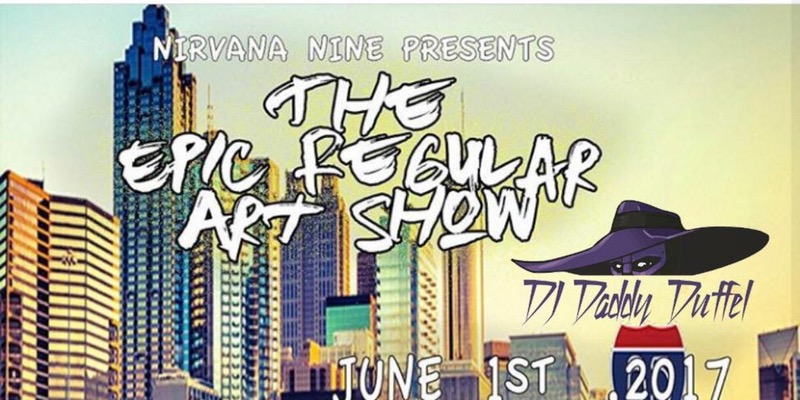 NIRVANA NINE PRESENTS
THE
EPIC REGULAR
ART SHOW
DJ Daddy Duffel
JUNE 1ST ,2017